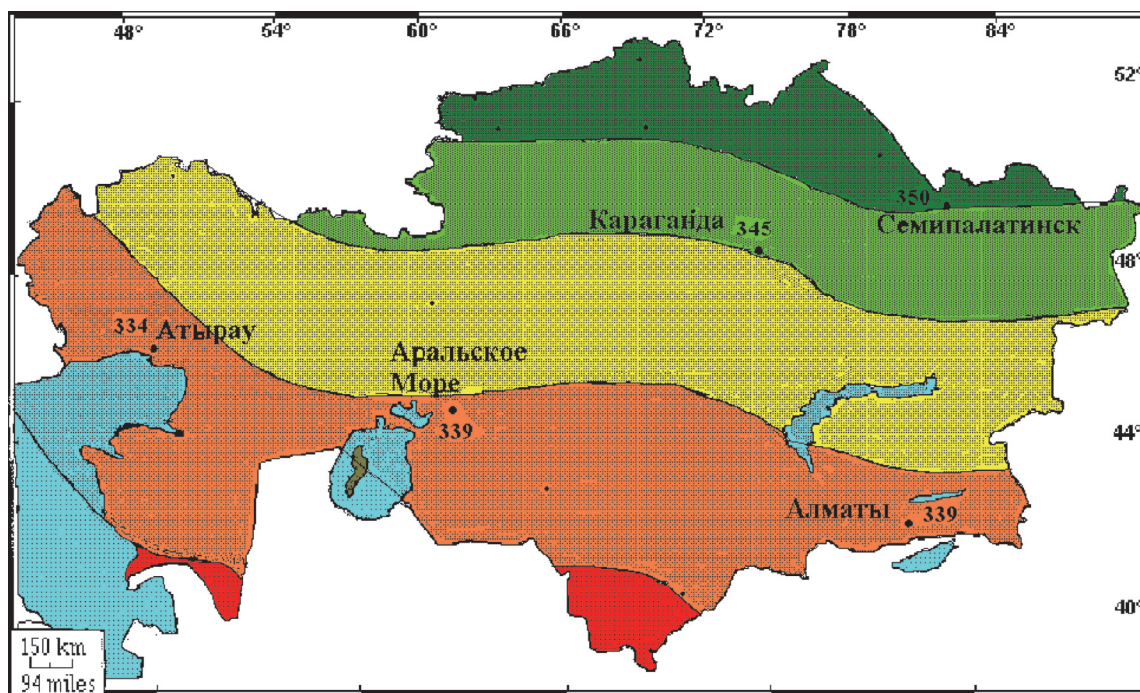 48° 54° 60° 66° 72° 78° 84°
52°
350
Семипалатинск
Караганда 345
48°
334 Атырау
Аральское
Море
339
44°
Алматы 339
40°
150 km
94 miles